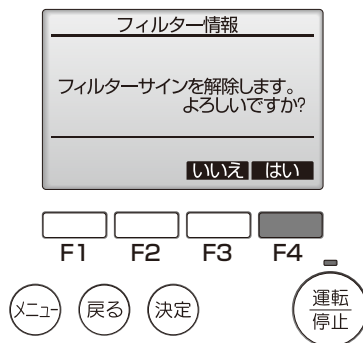 フィルター情報
フィルターサインを解除します。
よろしいですか?
いいえ はい
F1 F2 F3 F4
メニュー 戻る 決定 運転
停止